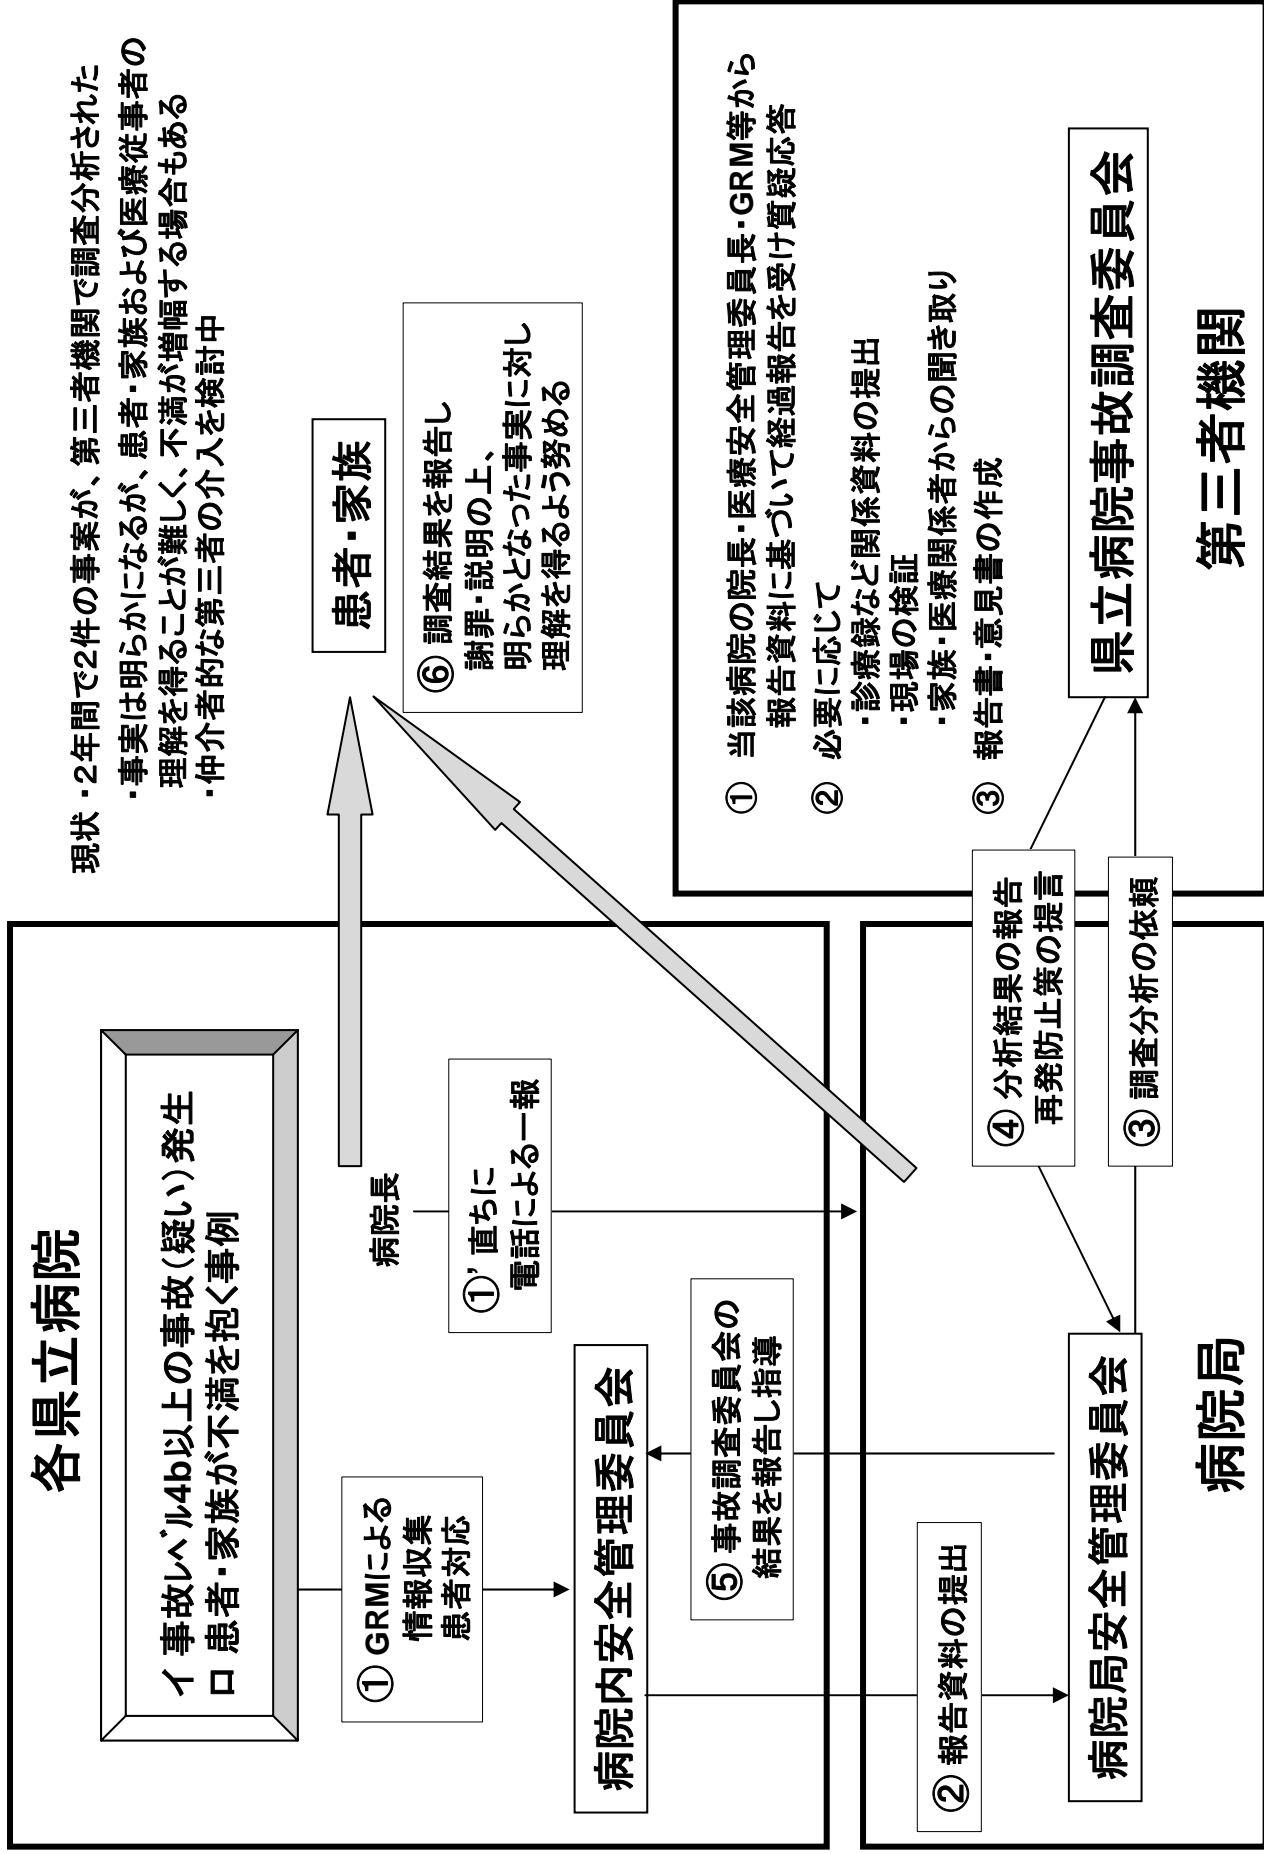 各県立病院
イ 事故レベル4b以上の事故(疑い)発生
ロ 患者・家族が不満を抱く事例
① GRMによる
情報収集
患者対応
病院長
①’ 直ちに
電話による一報
院内安全管理委員会
病院内安全管理委員会
⑤ 事故調査委員会の
結果を報告し指導
② 報告資料の提出
病院局安全管理委員会
病院局
④ 分析結果の報告
再発防止策の提言
③ 調査分析の依頼
現状 ・2年間で2件の事案が、第三者機関で調査分析された
・事実は明らかになるが、患者・家族および医療従事者の
理解を得ることが難しく、不満が増幅する場合もある
・仲介者的な第三者の介入を検討中
患者・家族
⑥ 調査結果を報告し
謝罪・説明の上、
明らかとなった事実に対し
理解を得るよう努める
① 当該病院の院長・医療安全管理委員長・GRM等から
報告資料に基づいて経過報告を受け質疑応答
② 必要に応じて
・診療録など関係資料の提出
・現場の検証
・家族・医療関係者からの聞き取り
③ 報告書・意見書の作成
県立病院事故調査委員会
第三者機関